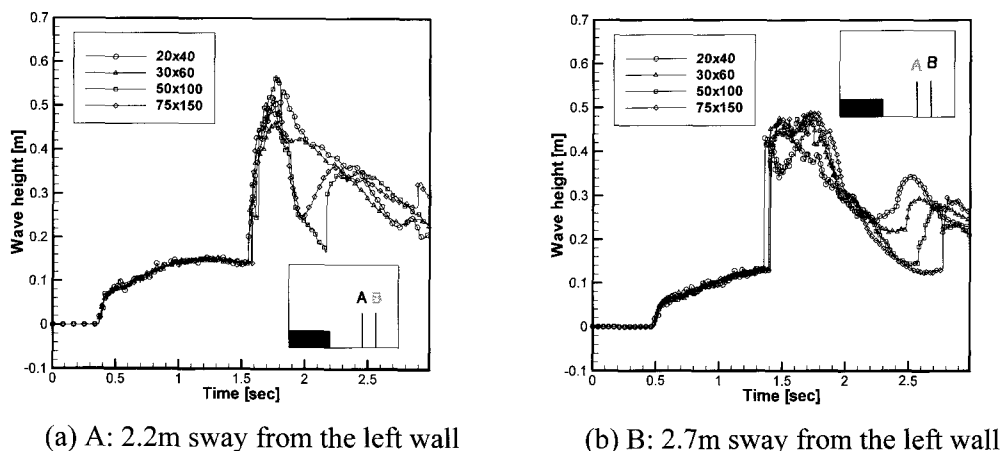 0.7
0.6
0.5
0.4
0.3
0.2
0.1
0
-0.1
Wave height [m]
20x40
30x60
50x100
75x150
A B
0 0.5 1 1.5 2 2.5
Time [sec]
(a) A: 2.2m sway from the left wall
0.7
0.6
0.5
0.4
0.3
0.2
0.1
0
-0.1
Wave height [m]
20x40
30x60
50x100
75x150
A B
0 0.5 1 1.5 2 2.5 3
Time [sec]
(b) B: 2.7m sway from the left wall